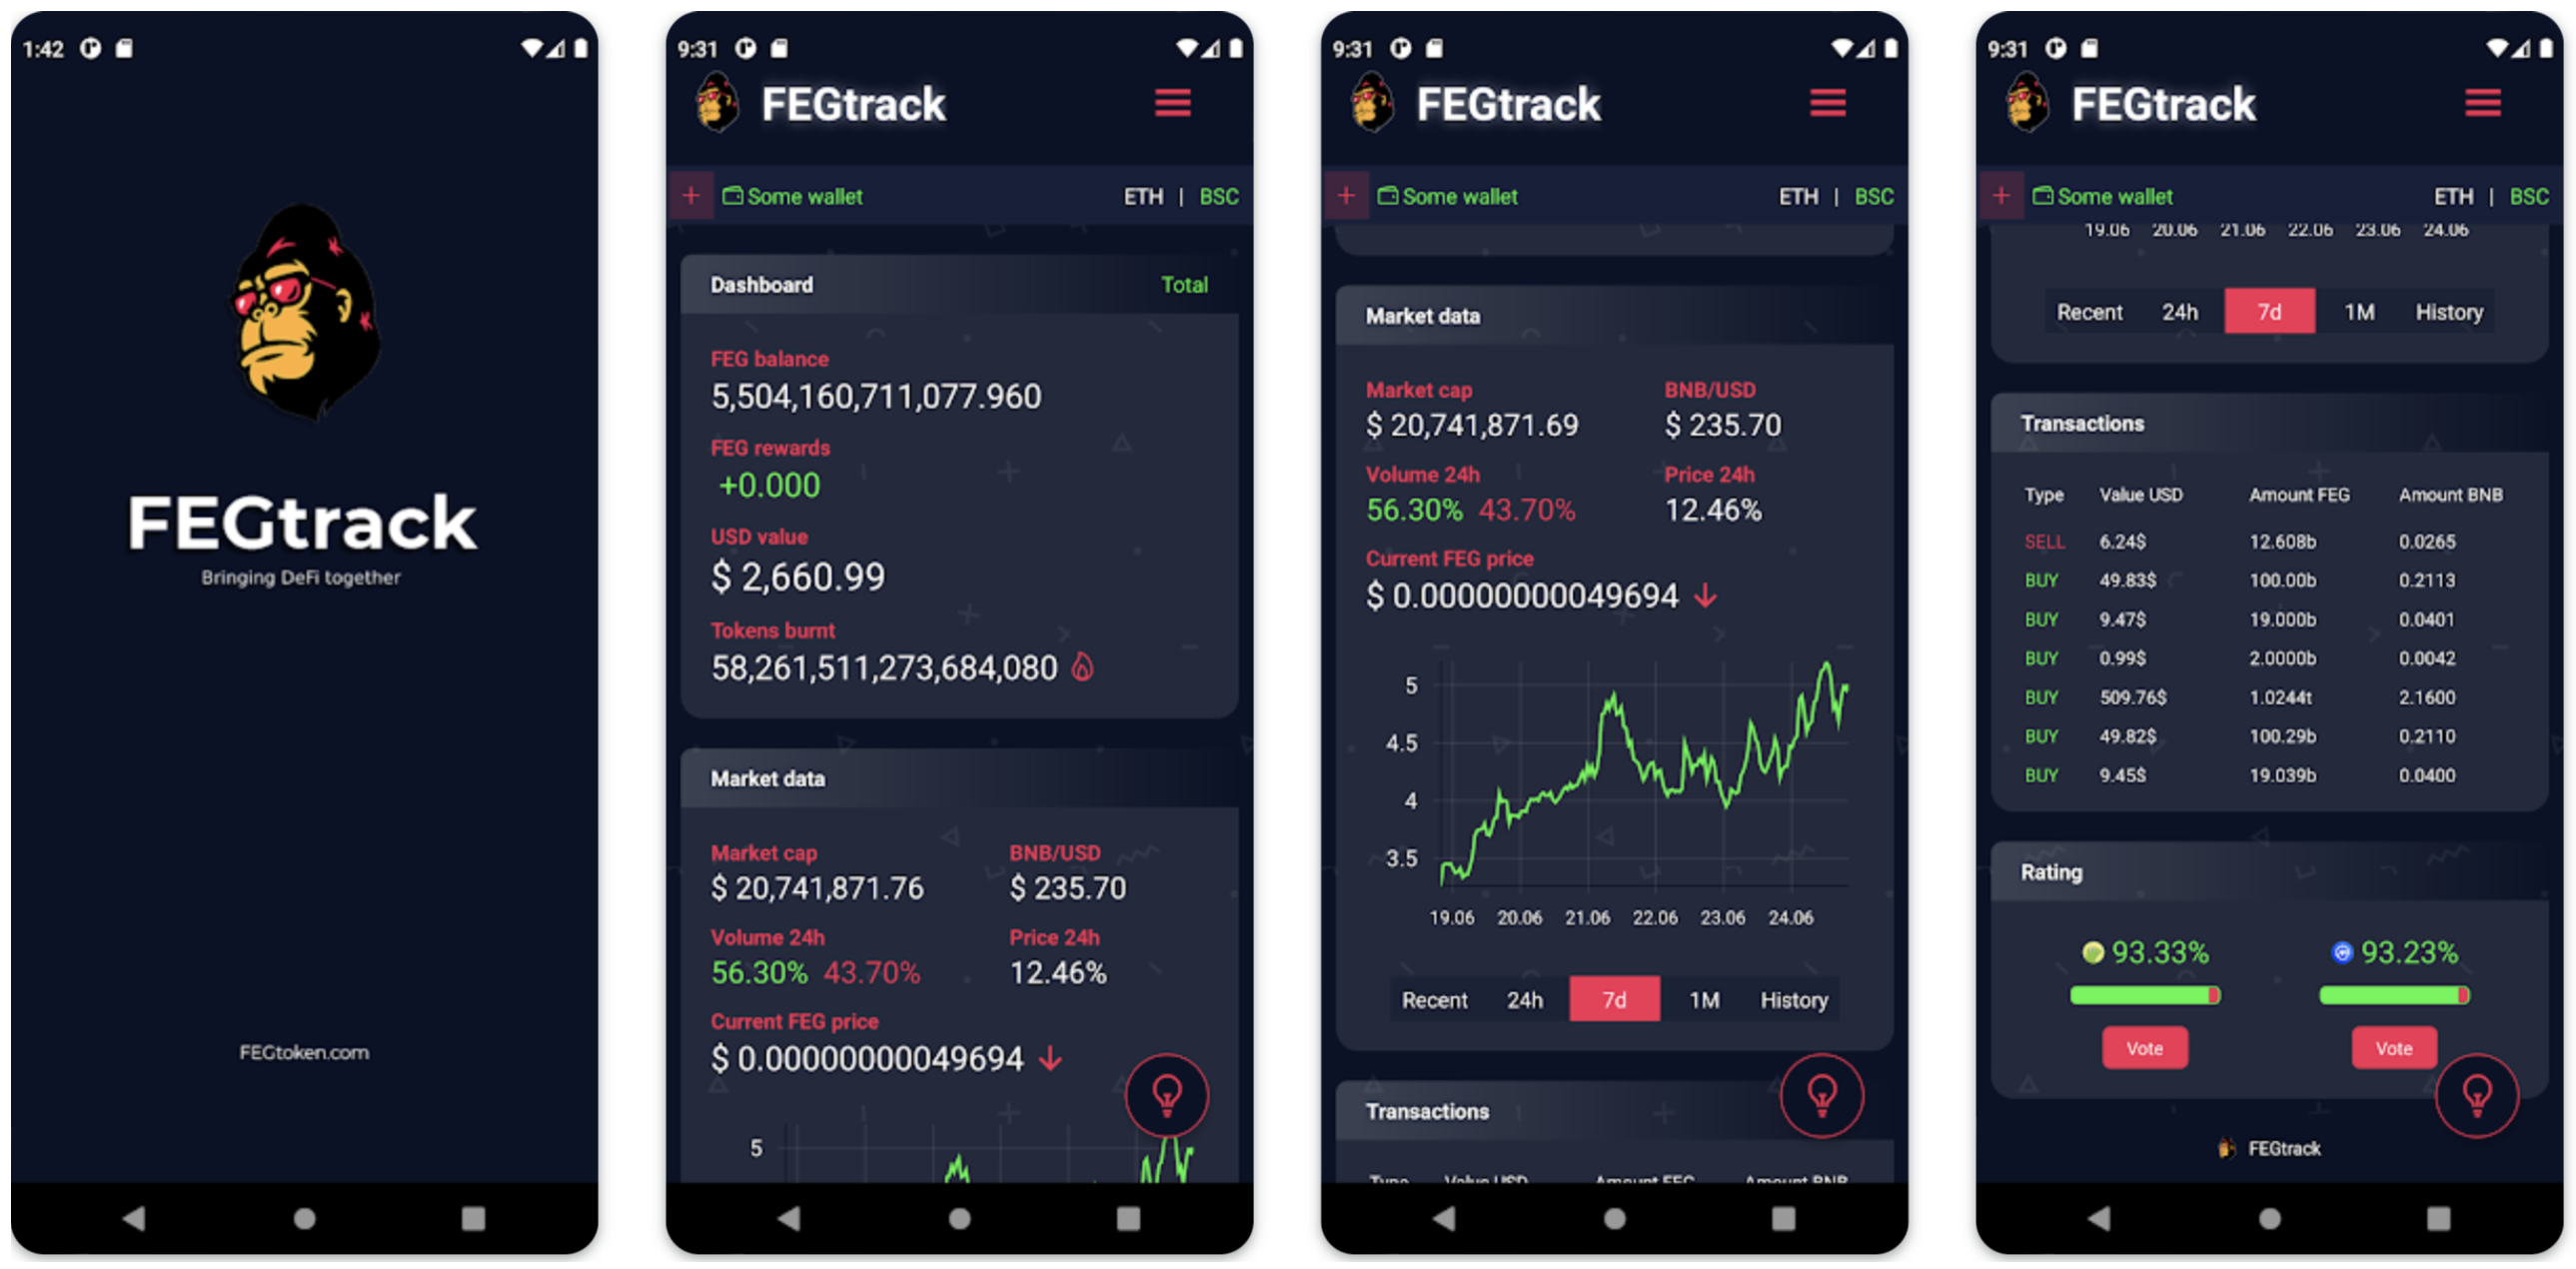 1:42
FEGtrack
Bringing DeFi together
FEGtoken.com
9:31
FEGtrack
+ Some wallet ETH | BSC
Dashboard Total
FEG balance
5,504,160,711,077.960
FEG rewards
+0.000
USD value
$ 2,660.99
Tokens burnt
58,261,511,273,684,080
Market data
Market cap BNB/USD
$ 20,741,871.76 $ 235.70
Volume 24h Price 24h
56.30% 43.70% 12.46%
Current FEG price
$ 0.00000000049694
5
9:31
FEGtrack
+ Some wallet ETH | BSC
Market data
Market cap BNB/USD
$ 20,741,871.69 $ 235.70
Volume 24h Price 24h
56.30% 43.70% 12.46%
Current FEG price
$ 0.00000000049694
5
4.5
4
3.5
19.06 20.06 21.06 22.06 23.06 24.06
Recent 24h 7d 1M History
Transactions
Type Value USD Amount FEG Amount BNB
9:31
FEGtrack
+ Some wallet ETH | BSC
19.06 20.06 21.06 22.06 23.06 24.06
Recent 24h 7d 1M History
Transactions
Type Value USD Amount FEG Amount BNB
SELL 6.24$ 12.608b 0.0265
BUY 49.83$ 100.00b 0.2113
BUY 9.47$ 19.000b 0.0401
BUY 0.99$ 2.0000b 0.0042
BUY 509.76$ 1.0244t 2.1600
BUY 49.82$ 100.29b 0.2110
BUY 9.45$ 19.039b 0.0400
Rating
93.33% 93.23%
Vote Vote
FEGtrack